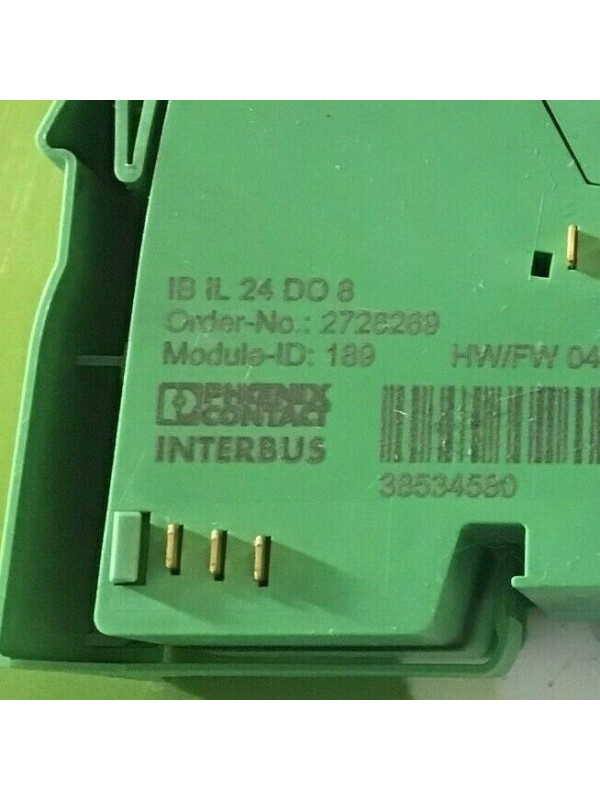 IB IL 24 DO 8
Order-No.: 2726269
Module-ID: 189 HW/FW 04
PHOENIX
CONTACT
INTERBUS
38534580